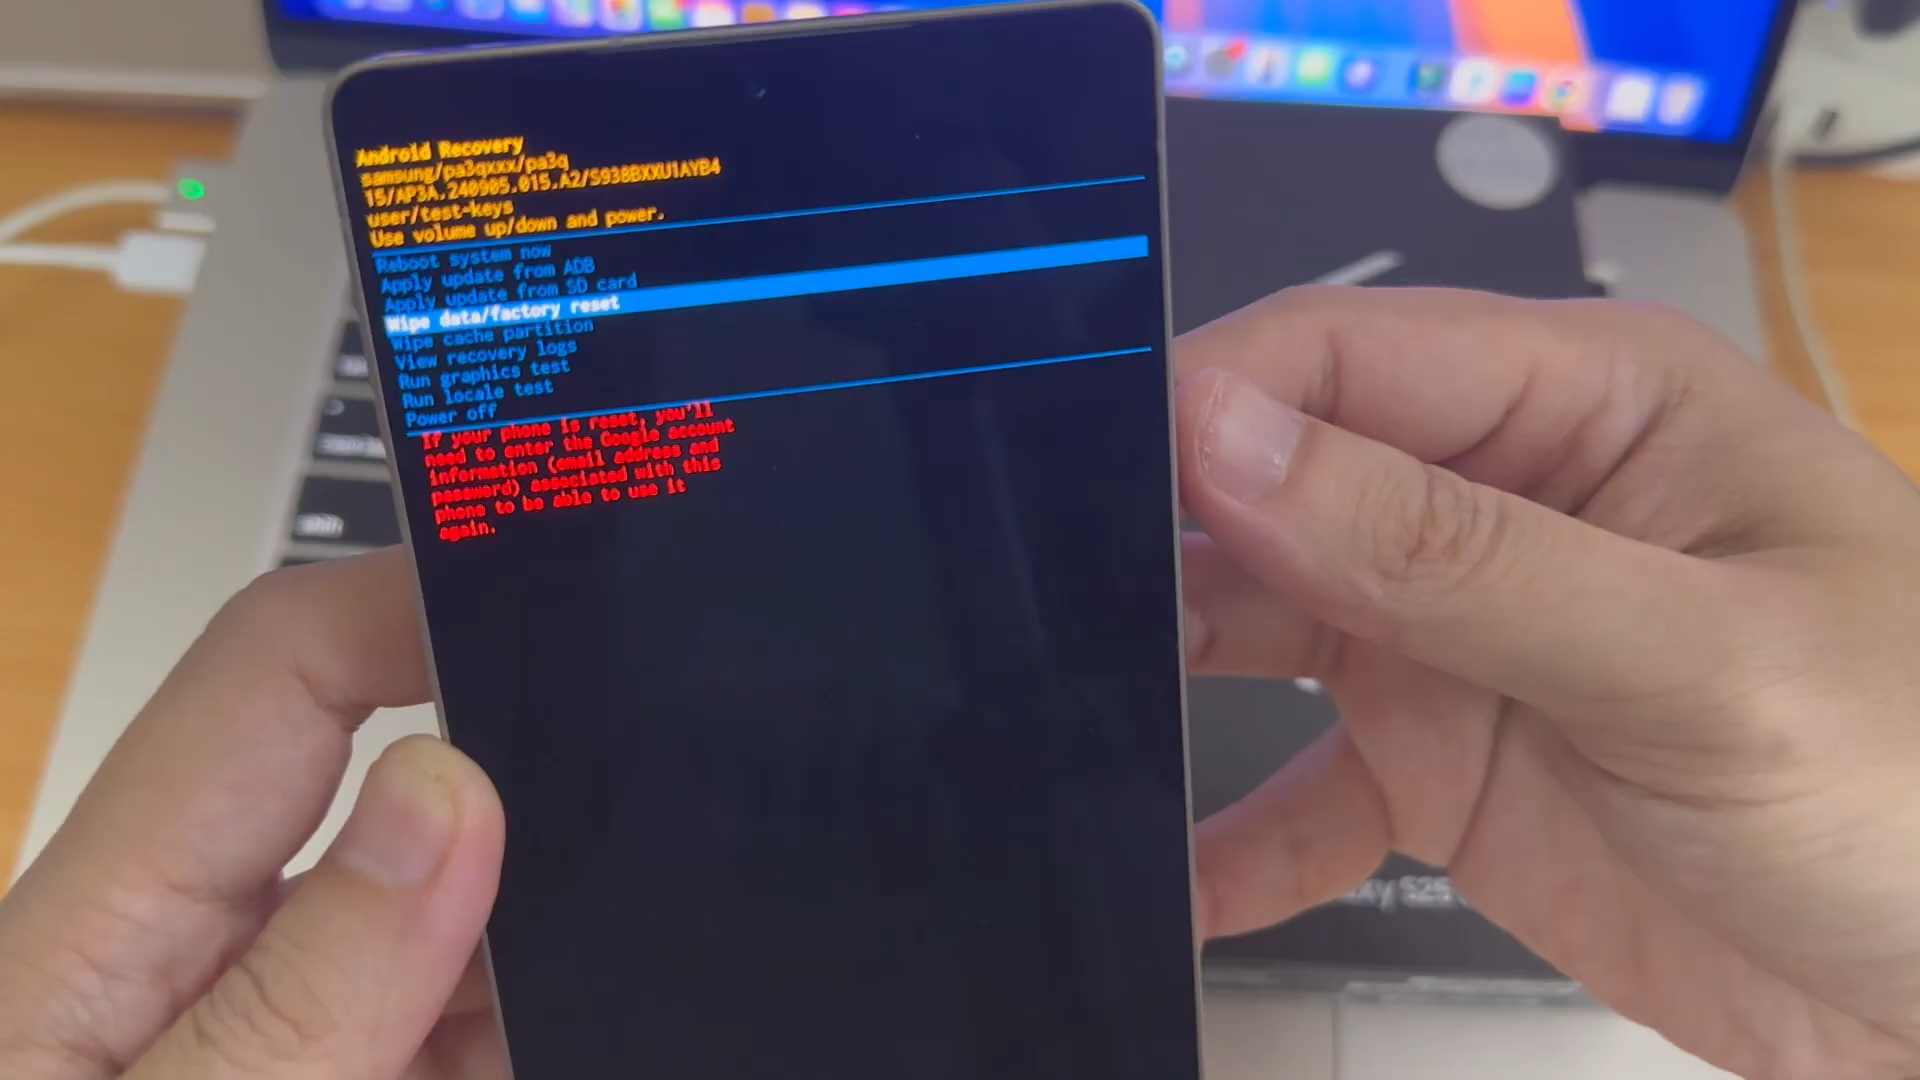 Android Recovery
samsung/pa3qxxx/pa3q
15/AP3A.240905.015.A2/S938BXXU1AYB4
user/test-keys
Use volume up/down and power.
Reboot system now
Apply update from ADB
Apply update from SD card
Wipe data/factory reset
Wipe cache partition
View recovery logs
Run graphics test
Run locale test
Power off
If your phone is reset, you'll
need to enter the Google account
information (email address and
password) associated with this
phone to be able to use it
again.
shift
S25